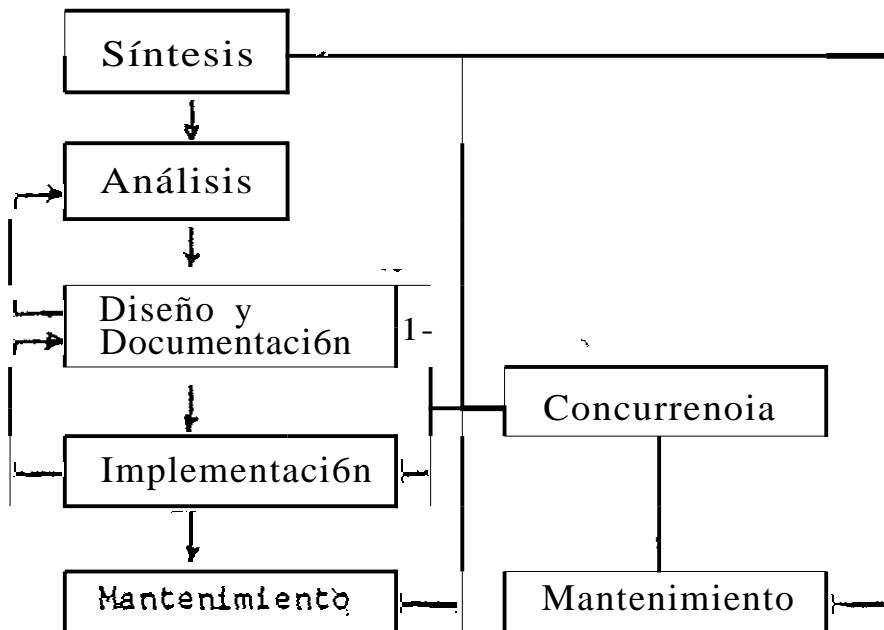 Síntesis
Análisis
Diseño y
Documentaci6n
1-
Implementaci6n
Mantenimiento
Concurrenoia
Mantenimiento